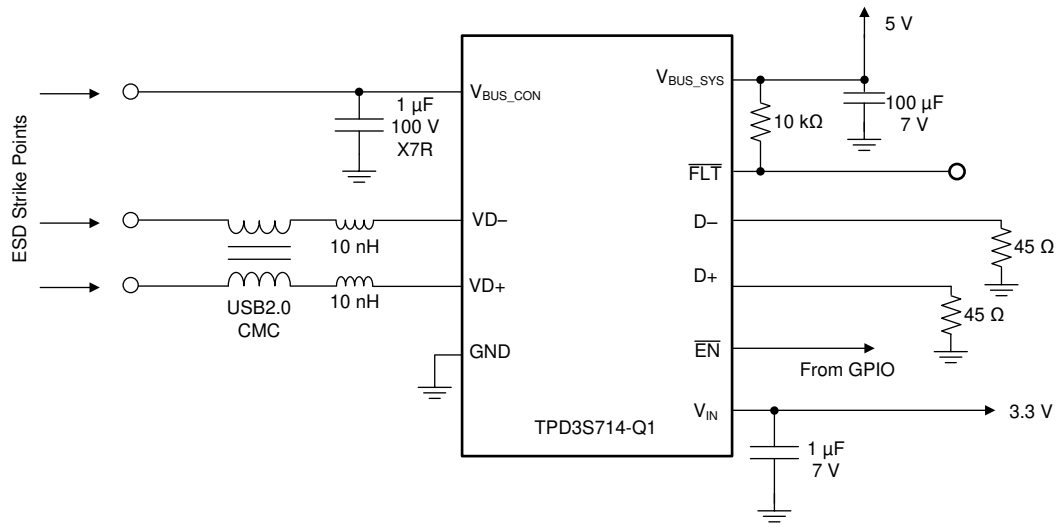 5 V
V_BUS_SYS
V_BUS_CON
1 µF
100 V
X7R
10 kΩ
100 µF
7 V
ESD Strike Points
FLT
VD–
D–
10 nH
45 Ω
D+
VD+
10 nH
USB2.0
CMC
45 Ω
GND
EN
From GPIO
V_IN
3.3 V
TPD3S714-Q1
1 µF
7 V